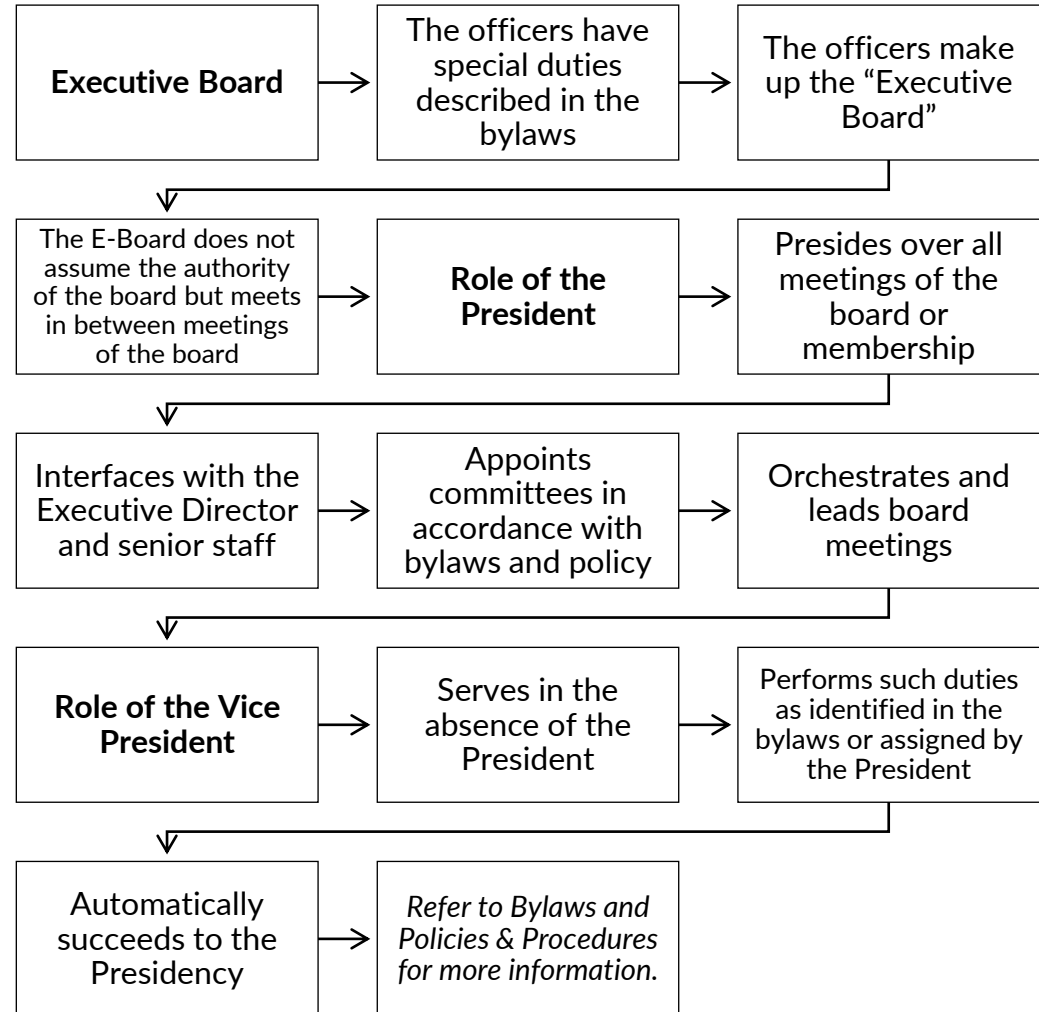 Executive Board
The officers have
special duties
described in the
bylaws
The officers make
up the “Executive
Board”
The E-Board does not
assume the authority
of the board but meets
in between meetings
of the board
Role of the
President
Presides over all
meetings of the
board or
membership
Interfaces with the
Executive Director
and senior staff
Appoints
committees in
accordance with
bylaws and policy
Orchestrates and
leads board
meetings
Role of the Vice
President
Serves in the
absence of the
President
Performs such duties
as identified in the
bylaws or assigned by
the President
Automatically
succeeds to the
Presidency
Refer to Bylaws and
Policies & Procedures
for more information.